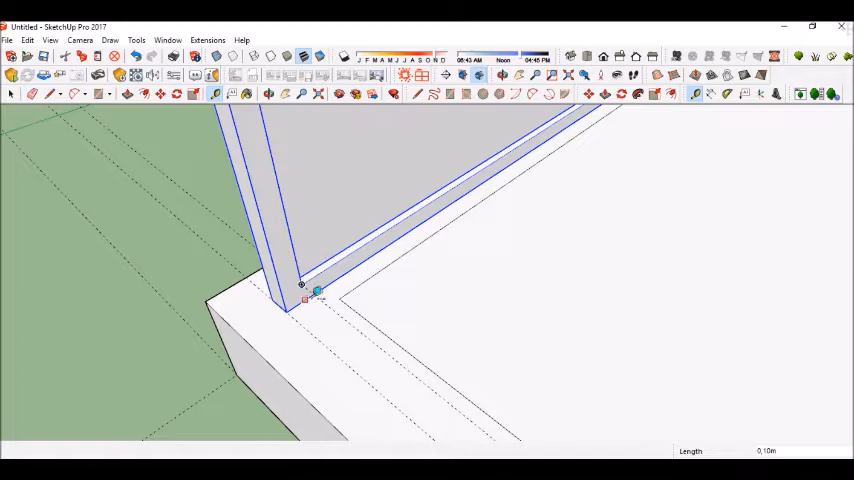 Untitled - SketchUp Pro 2017
File Edit View Camera Draw Tools Window Extensions Help
J F M A M J J A S O N D 06:43 AM Noon 04:45 PM
Length 0,10m